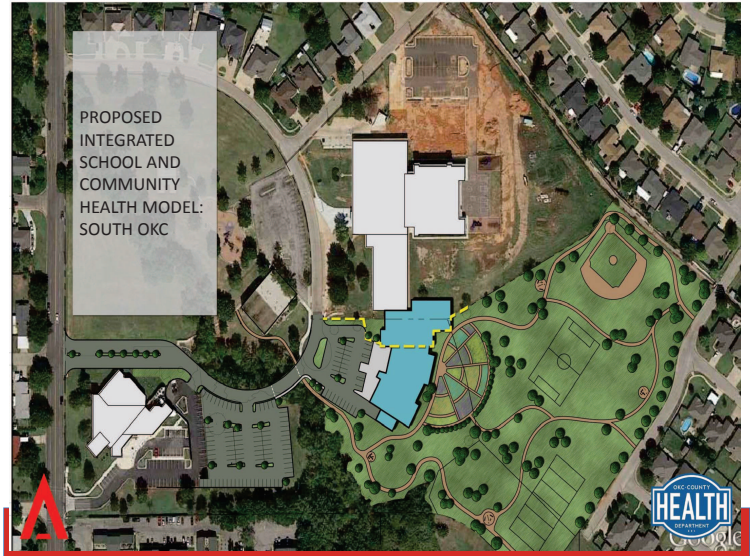 PROPOSED
INTEGRATED
SCHOOL AND
COMMUNITY
HEALTH MODEL:
SOUTH OKC
OKC-COUNTY
HEALTH
DEPARTMENT
Google